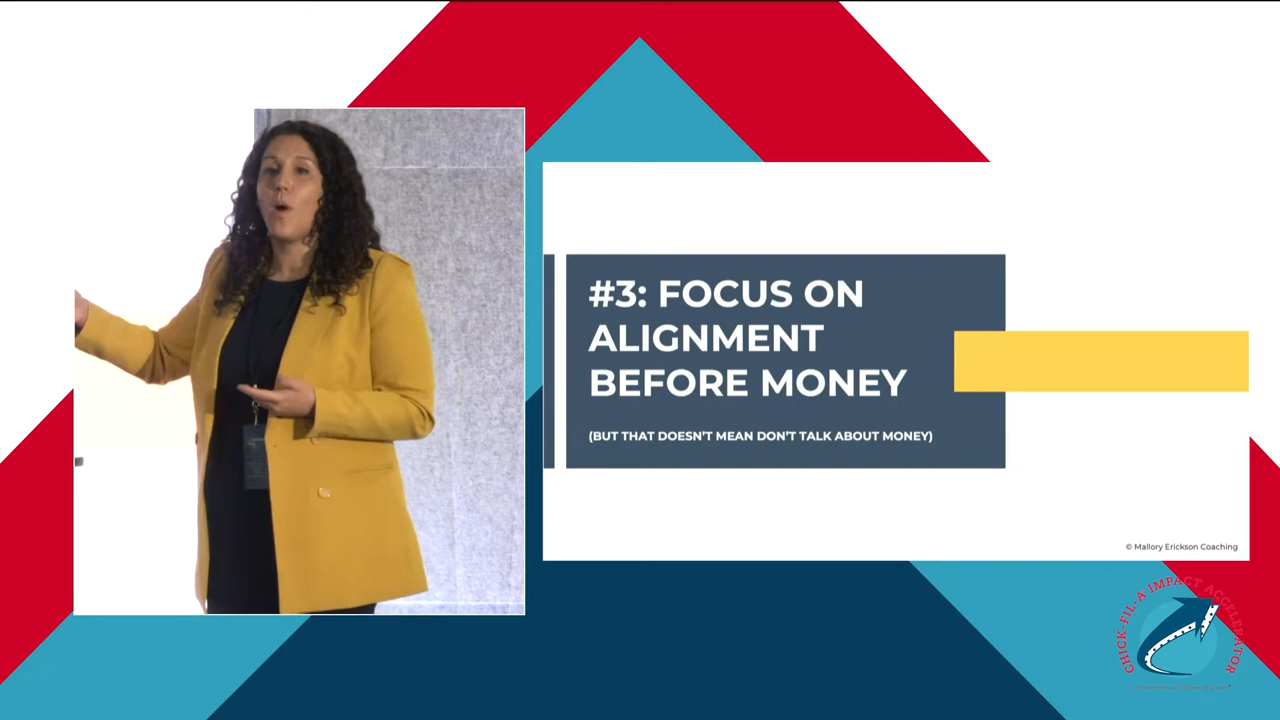 #3: FOCUS ON
ALIGNMENT
BEFORE MONEY
(BUT THAT DOESN'T MEAN DON'T TALK ABOUT MONEY)
© Mallory Erickson Coaching
CHICK-FIL-A IMPACT ACCELERATOR